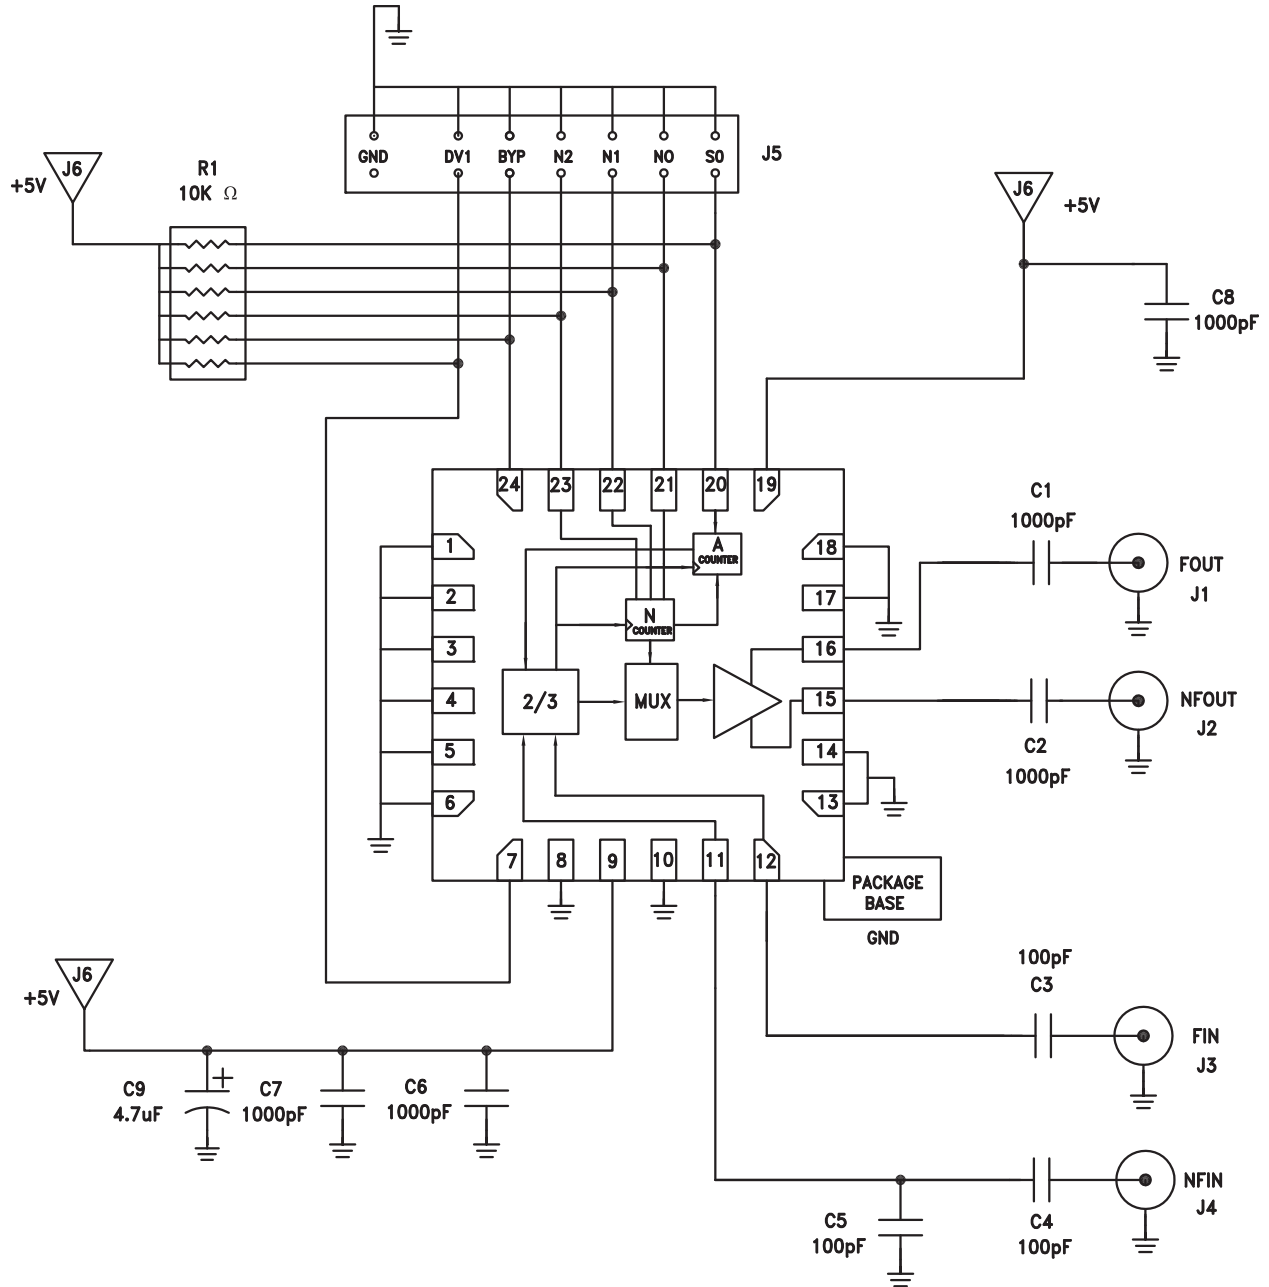 GND DV1 BYP N2 N1 N0 S0
J5
J6
+5V
R1
10K Ω
J6
+5V
C8
1000pF
24 23 22 21 20 19
C1
1000pF
FOUT
J1
1
2
3
4
5
6
A
COUNTER
N
COUNTER
2/3
MUX
18
17
16
15
14
13
NFOUT
J2
C2
1000pF
7 8 9 10 11 12
PACKAGE
BASE
GND
J6
+5V
C9
4.7uF
C7
1000pF
C6
1000pF
100pF
C3
FIN
J3
NFIN
J4
C5
100pF
C4
100pF